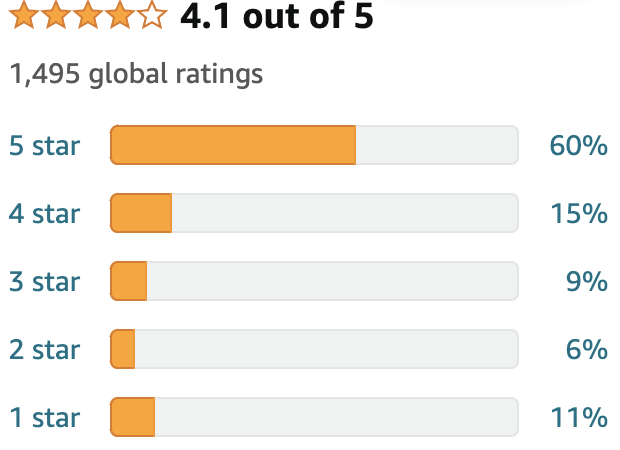 4.1 out of 5
1,495 global ratings
5 star 60%
4 star 15%
3 star 9%
2 star 6%
1 star 11%